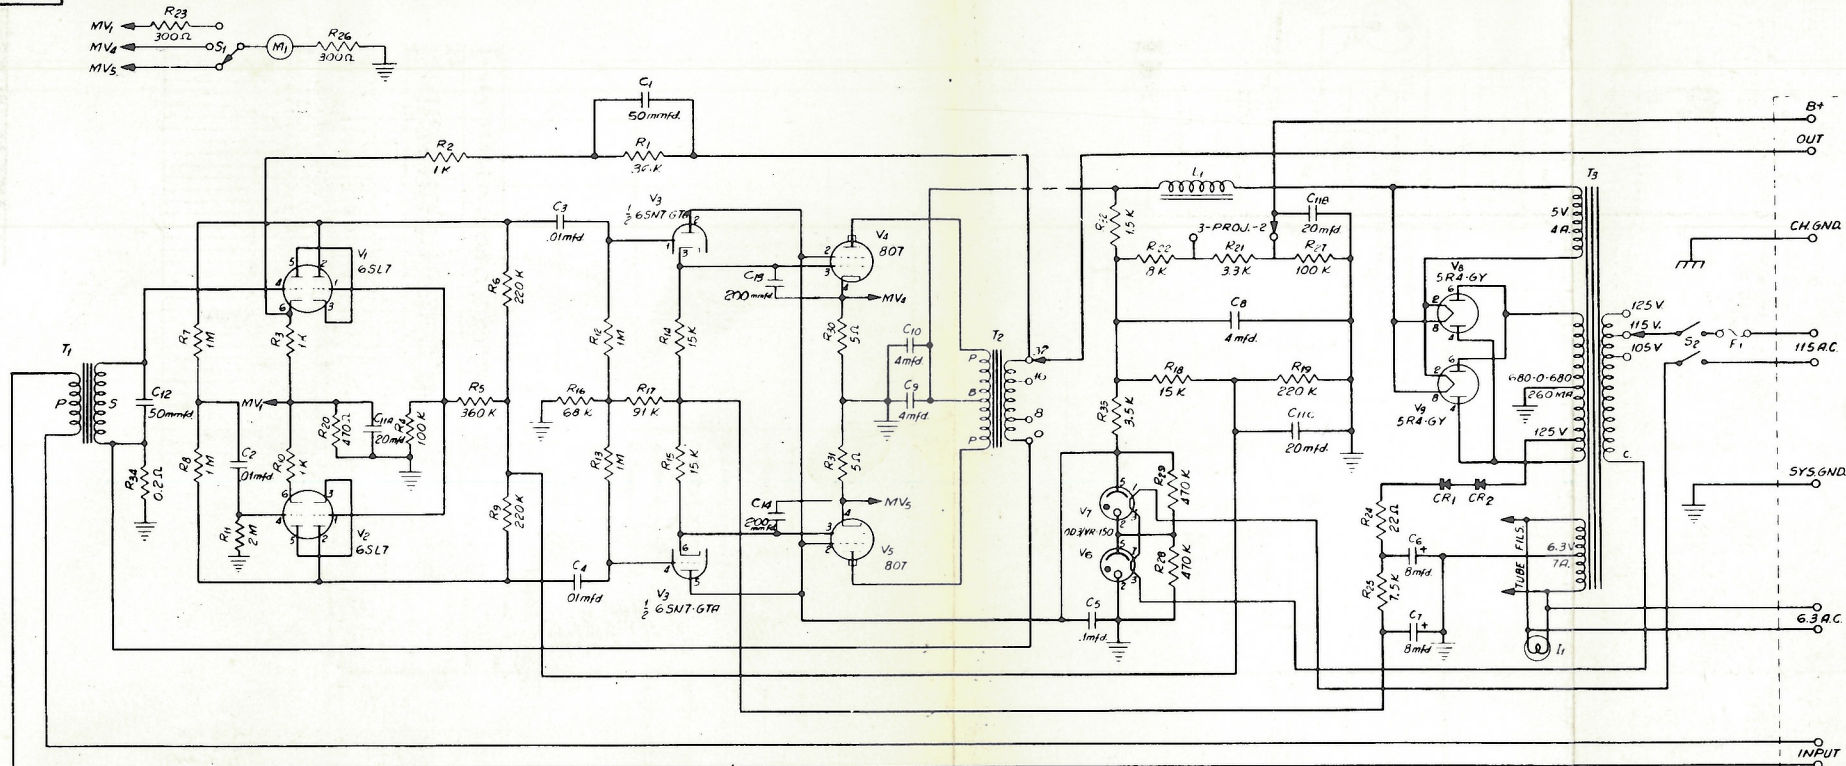 R23
MV1
300Ω
R26
MV4
S1
M1
300Ω
MV5
C1
50mmfd.
B+
OUT
R2
R1
1K
T3
L1
V3
1/2 6SN7 GTA
C3
.01mfd
V4
807
1.5K
3-PROJ.-2
C11B
20mfd
5V
4A.
CH.GND.
V1
6SL7
R22
8K
R21
3.3K
R27
100K
V8
5R4-GY
R6
220K
C13
200mmfd
MV4
C8
4mfd.
125V.
115V.
105V
S2
F1
115 A.C.
R7
1M
R3
1K
R12
1M
R14
15K
R30
5Ω
C10
4mfd.
T2
T1
P
S
C12
50mmfd
MV1
R20
470Ω
C11A
20mfd
R4
100K
R5
360K
R16
68K
R17
91K
C9
4mfd.
P
B
P
16
8
0
R18
15K
R19
220K
R35
3.5K
C11C
20mfd
V9
5R4-GY
680-0-680
260MA
125V
C.
R8
1M
C2
.01mfd
R10
1K
R13
1M
R15
15K
R31
5Ω
R34
0.2Ω
R11
2M
V2
6SL7
R9
220K
C14
200mmfd
MV5
V5
807
V7
OD3/VR-150
V6
R29
470K
R28
470K
CR1
CR2
SYS.GND.
R24
22Ω
C6
8mfd.
R25
7.5K
C7
8mfd
TUBE FILS.
6.3V
7A.
C4
.01mfd
V3
1/2 6SN7-GTA
C5
.1mfd.
I1
6.3 A.C.
INPUT